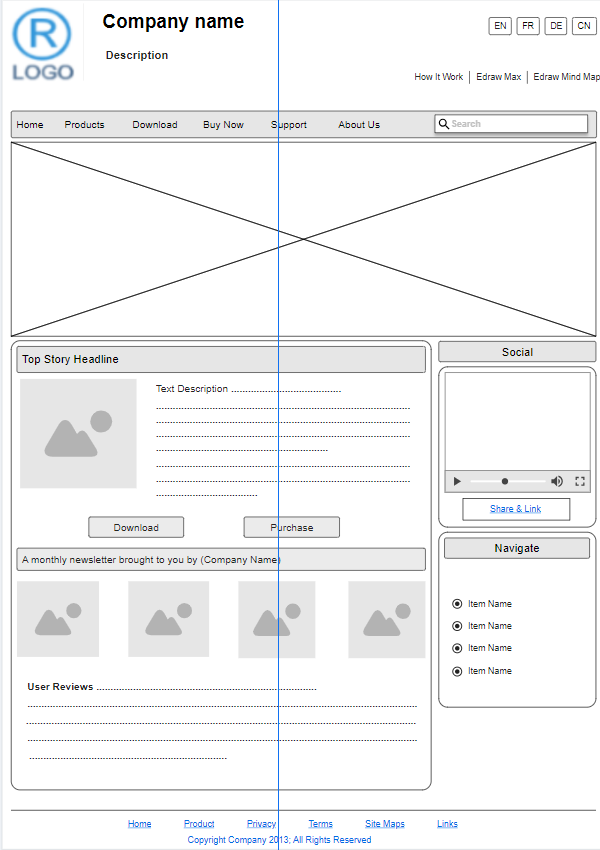 R
LOGO
Company name
Description
EN FR DE CN
How It Work Edraw Max Edraw Mind Map
Home Products Download Buy Now Support About Us Search
Top Story Headline
Social
Text Description
Share & Link
Download Purchase
Navigate
A monthly newsletter brought to you by (Company Name)
Item Name
Item Name
Item Name
Item Name
User Reviews
Home Product Privacy Terms Site Maps Links
Copyright Company 2013; All Rights Reserved